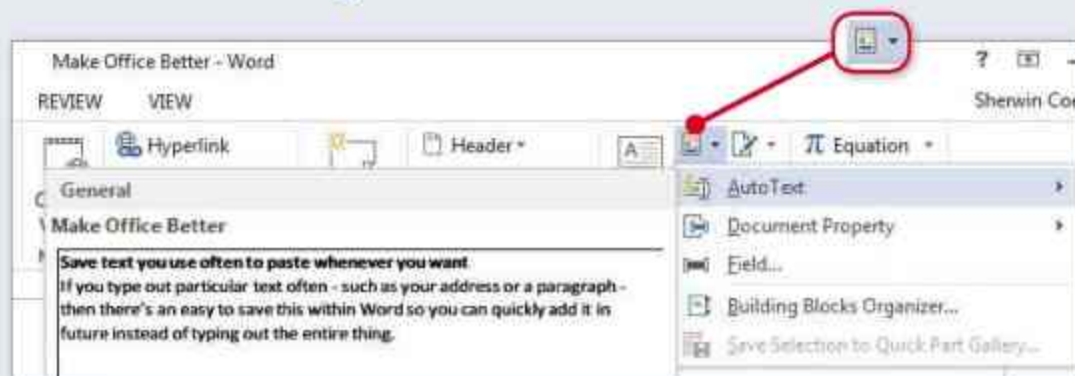 Make Office Better - Word
?
REVIEW VIEW
Sherwin
Hyperlink
Header
A
π Equation
General
AutoText
Make Office Better
Document Property
Save text you use often to paste whenever you want
If you type out particular text often - such as your address or a paragraph -
then there's an easy to save this within Word so you can quickly add it in
future instead of typing out the entire thing.
Field...
Building Blocks Organizer...
Save Selection to Quick Part Gallery...